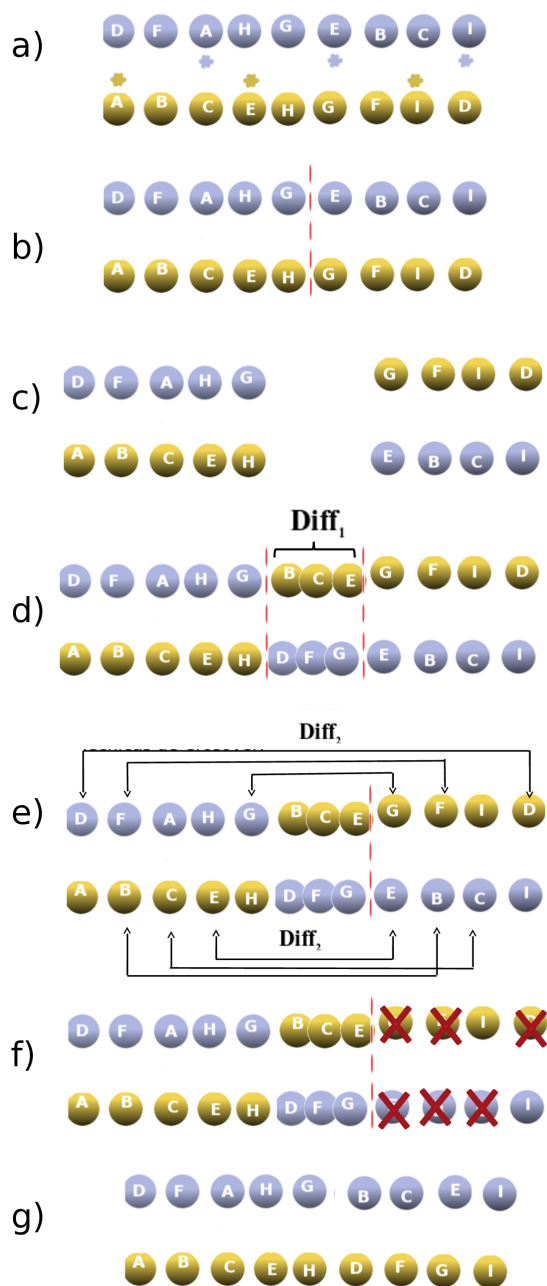 a) D F A H G E B C I
A B C E H G F I D
b) D F A H G E B C I
A B C E H G F I D
c) D F A H G G F I D
A B C E H E B C I
Diff₁
d) D F A H G B C E G F I D
A B C E H D F G E B C I
Diff₂
e) D F A H G B C E G F I D
A B C E H D F G E B C I
Diff₂
f) D F A H G B C E I
A B C E H D F G I
g) D F A H G B C E I
A B C E H D F G I